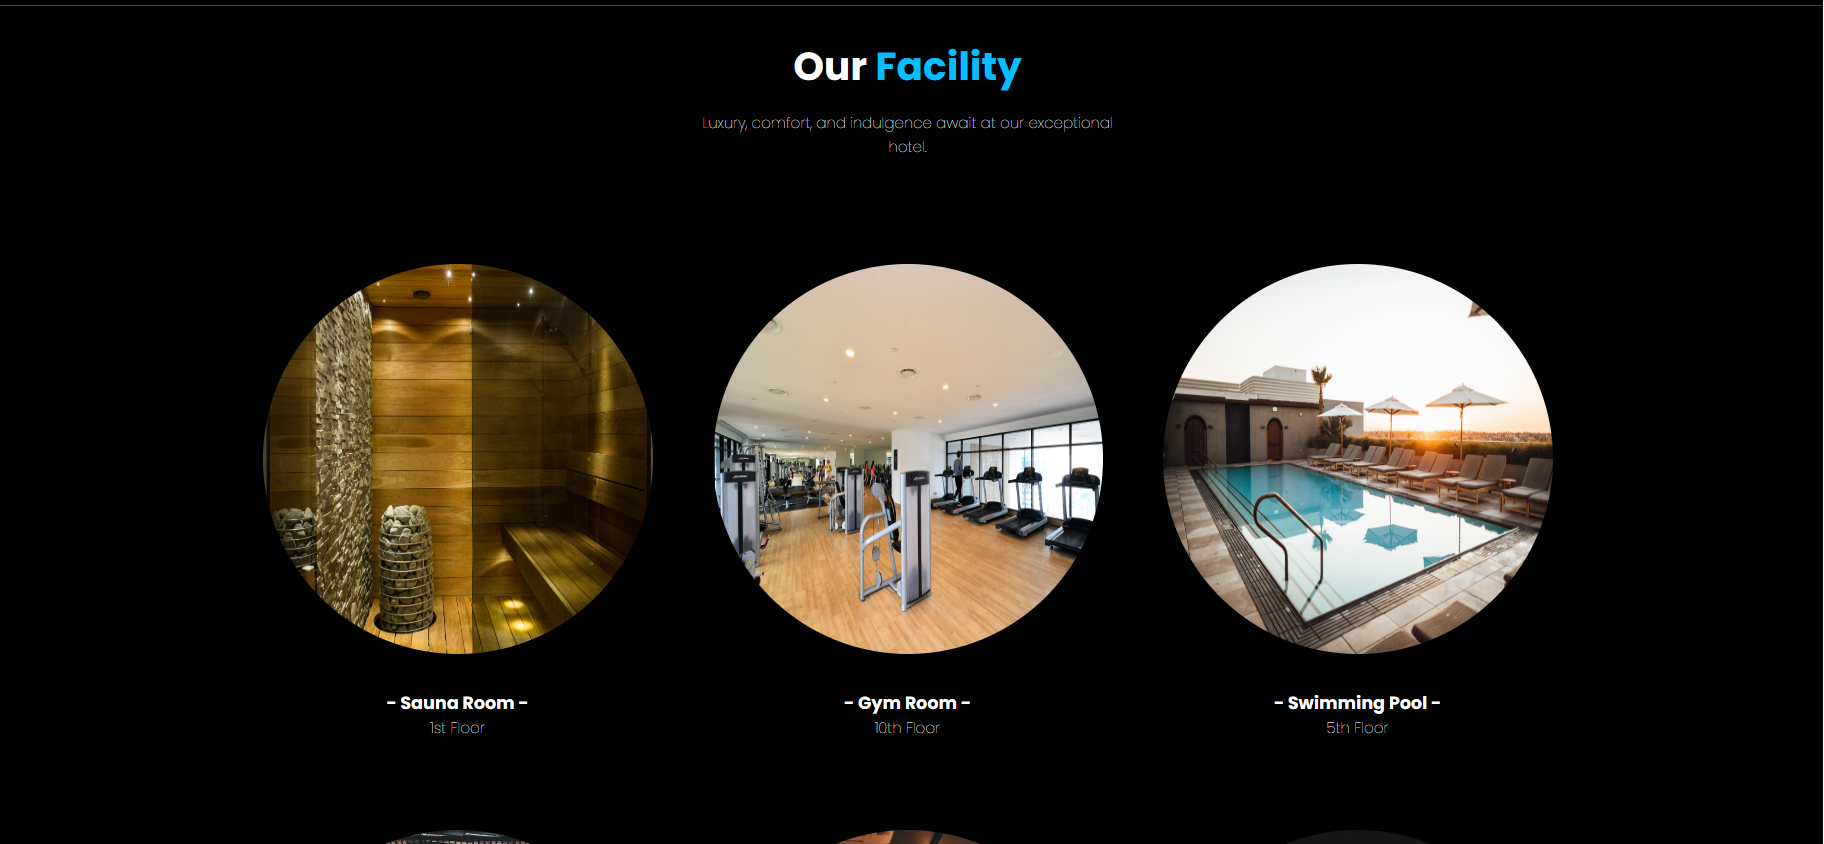 Our Facility
Luxury, comfort, and indulgence await at our exceptional
hotel.
- Sauna Room -
1st Floor
- Gym Room -
10th Floor
- Swimming Pool -
5th Floor